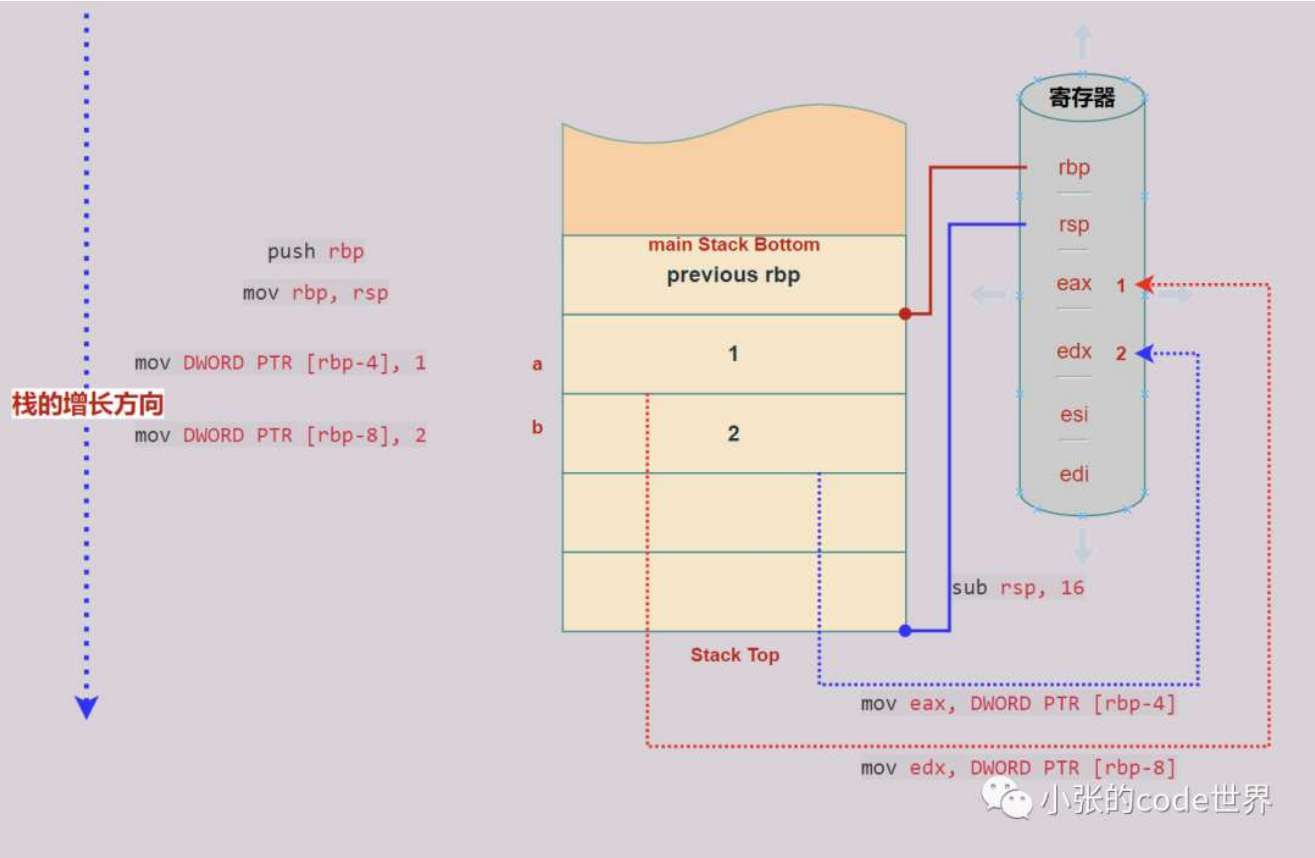 寄存器
rbp
rsp
eax 1
edx 2
esi
edi
main Stack Bottom
previous rbp
1
2
a
b
push rbp
mov rbp, rsp
mov DWORD PTR [rbp-4], 1
栈的增长方向
mov DWORD PTR [rbp-8], 2
sub rsp, 16
Stack Top
mov eax, DWORD PTR [rbp-4]
mov edx, DWORD PTR [rbp-8]
小张的code世界